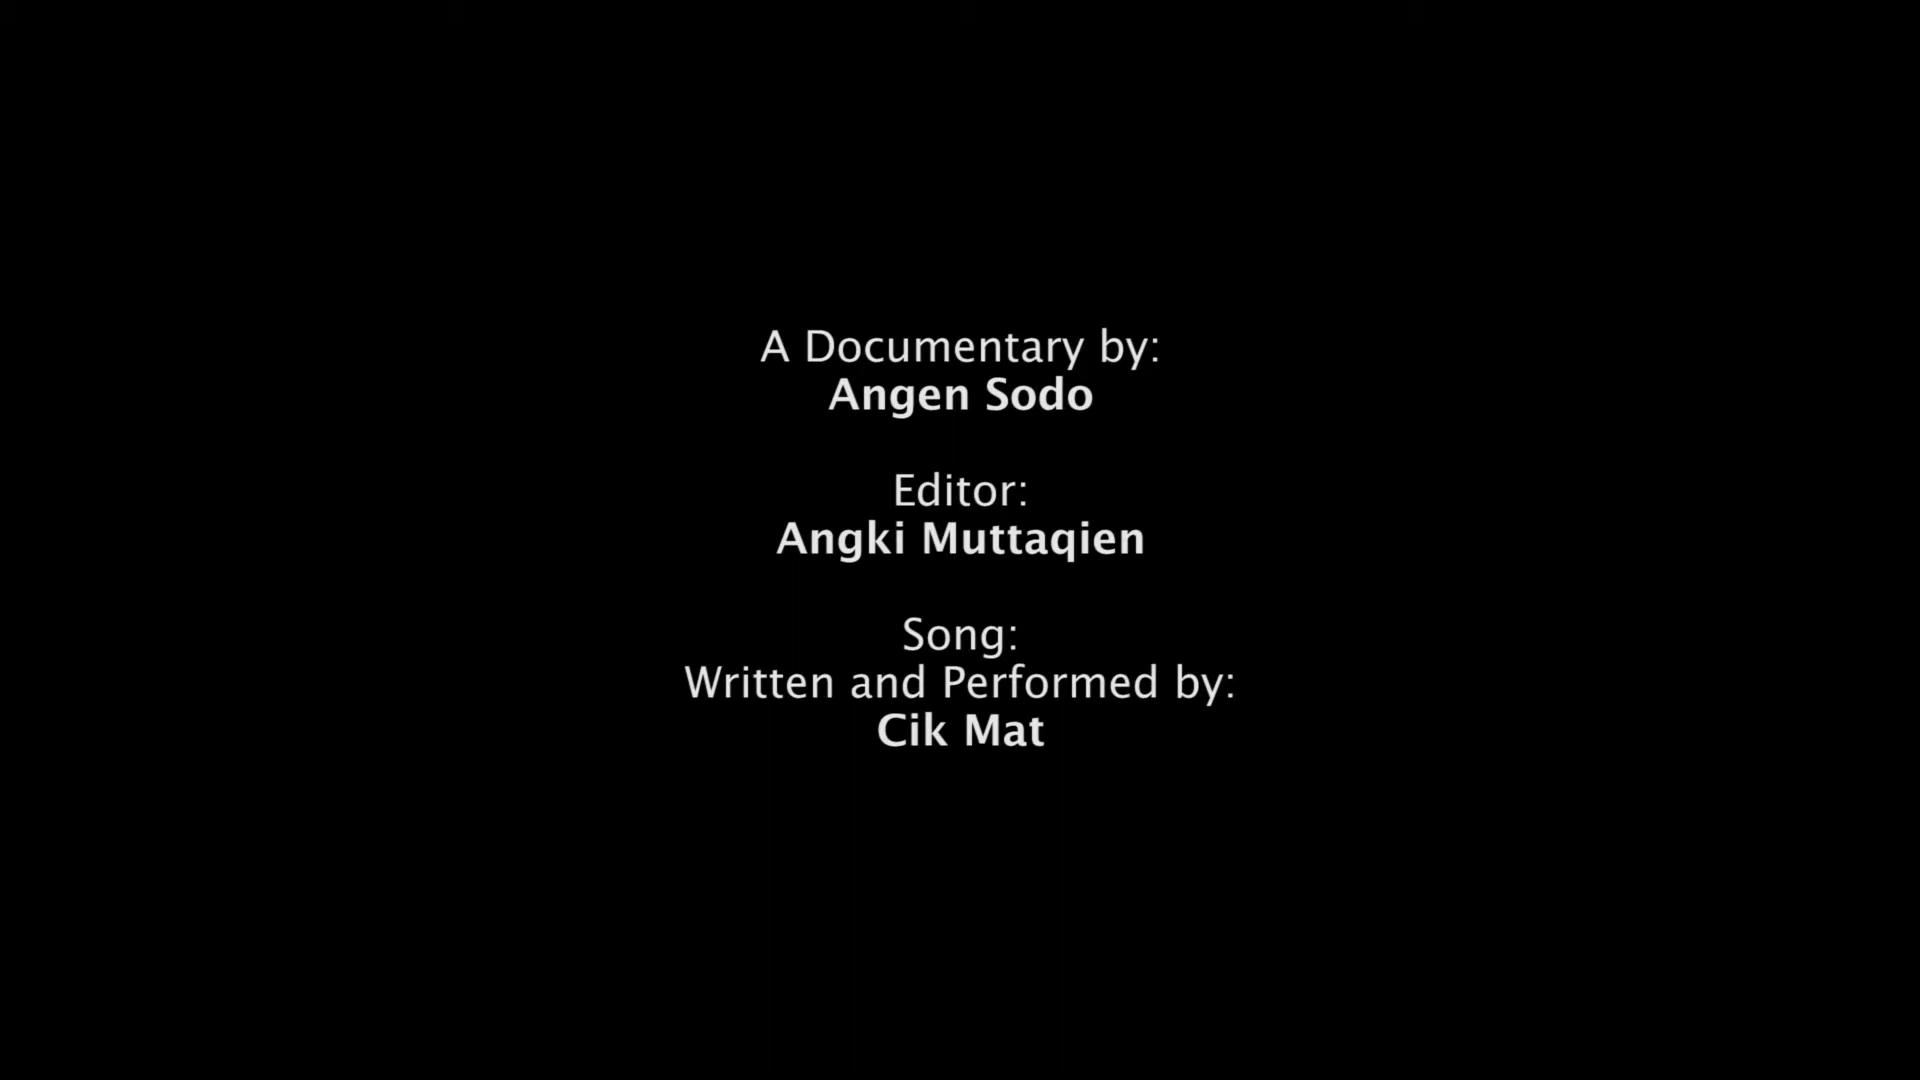 A Documentary by:
Angen Sodo
Editor:
Angki Muttaqien
Song:
Written and Performed by:
Cik Mat